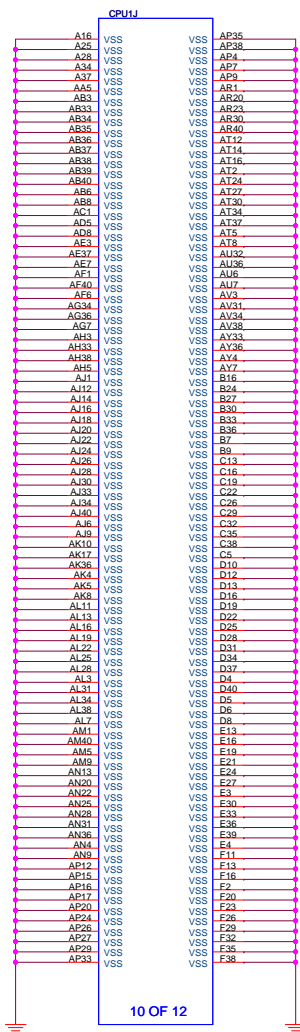 CPU1J
A16 VSS VSS AP35
A25 VSS VSS AP38
A28 VSS VSS AP4
A34 VSS VSS AP7
A37 VSS VSS AP9
AA5 VSS VSS AR1
AB3 VSS VSS AR20
AB33 VSS VSS AR23
AB34 VSS VSS AR30
AB35 VSS VSS AR40
AB36 VSS VSS AT12
AB37 VSS VSS AT14
AB38 VSS VSS AT16
AB39 VSS VSS AT2
AB40 VSS VSS AT24
AB6 VSS VSS AT27
AB8 VSS VSS AT30
AC1 VSS VSS AT34
AD5 VSS VSS AT37
AD8 VSS VSS AT5
AE3 VSS VSS AT8
AE37 VSS VSS AU32
AE7 VSS VSS AU36
AF1 VSS VSS AU6
AF40 VSS VSS AU7
AF6 VSS VSS AV3
AG34 VSS VSS AV31
AG36 VSS VSS AV34
AG7 VSS VSS AV38
AH3 VSS VSS AY33
AH33 VSS VSS AY36
AH38 VSS VSS AY4
AH5 VSS VSS AY7
AJ1 VSS VSS B16
AJ12 VSS VSS B24
AJ14 VSS VSS B27
AJ16 VSS VSS B30
AJ18 VSS VSS B33
AJ20 VSS VSS B36
AJ22 VSS VSS B7
AJ24 VSS VSS B9
AJ26 VSS VSS C13
AJ28 VSS VSS C16
AJ30 VSS VSS C19
AJ33 VSS VSS C22
AJ34 VSS VSS C26
AJ40 VSS VSS C29
AJ6 VSS VSS C32
AJ9 VSS VSS C35
AK10 VSS VSS C38
AK17 VSS VSS C5
AK36 VSS VSS D10
AK4 VSS VSS D12
AK5 VSS VSS D13
AK8 VSS VSS D16
AL11 VSS VSS D19
AL13 VSS VSS D22
AL16 VSS VSS D25
AL19 VSS VSS D28
AL22 VSS VSS D31
AL25 VSS VSS D34
AL28 VSS VSS D37
AL3 VSS VSS D4
AL31 VSS VSS D40
AL34 VSS VSS D5
AL38 VSS VSS D6
AL7 VSS VSS D8
AM1 VSS VSS E13
AM40 VSS VSS E16
AM5 VSS VSS E19
AM9 VSS VSS E21
AN13 VSS VSS E24
AN20 VSS VSS E27
AN22 VSS VSS E3
AN25 VSS VSS E30
AN28 VSS VSS E33
AN31 VSS VSS E36
AN36 VSS VSS E39
AN4 VSS VSS E4
AN9 VSS VSS F11
AP12 VSS VSS F13
AP15 VSS VSS F16
AP16 VSS VSS F2
AP17 VSS VSS F20
AP20 VSS VSS F23
AP24 VSS VSS F26
AP26 VSS VSS F29
AP27 VSS VSS F32
AP29 VSS VSS F35
AP33 VSS VSS F38
10 OF 12